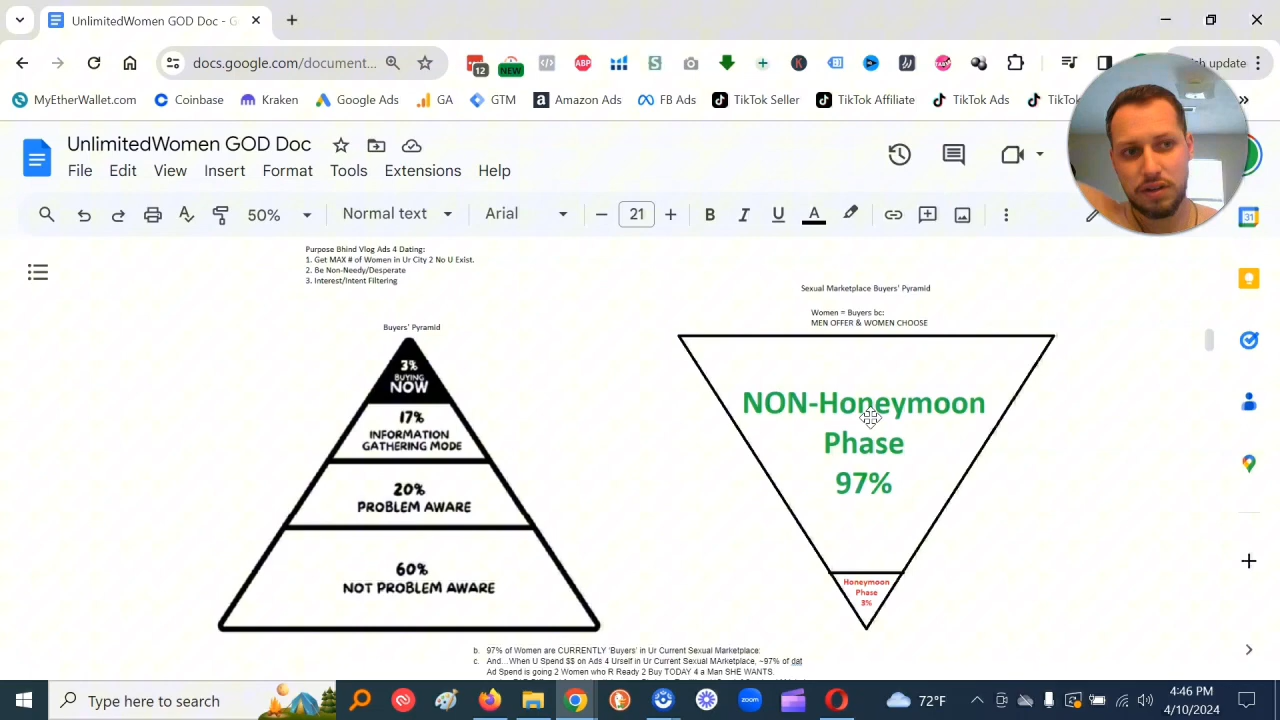 UnlimitedWomen GOD Doc - G
docs.google.com/document...
12
NEW
ABP
ch update
MyEtherWallet.com
Coinbase
Kraken
Google Ads
GA
GTM
Amazon Ads
FB Ads
TikTok Seller
TikTok Affiliate
TikTok Ads
TikTok
UnlimitedWomen GOD Doc
File Edit View Insert Format Tools Extensions Help
50% Normal text Arial 21 B I U A
31
Purpose Bhind Vlog Ads 4 Dating:
1. Get MAX # of Women in Ur City 2 No U Exist.
2. Be Non-Needy/Desperate
3. Interest/Intent Filtering
Buyers' Pyramid
3%
BUYING
NOW
17%
INFORMATION
GATHERING MODE
20%
PROBLEM AWARE
60%
NOT PROBLEM AWARE
Sexual Marketplace Buyers' Pyramid
Women = Buyers bc:
MEN OFFER & WOMEN CHOOSE
NON-Honeymoon
Phase
97%
Honeymoon
Phase
3%
b. 97% of Women are CURRENTLY 'Buyers' in Ur Current Sexual Marketplace:
c. And...When U Spend $$ on Ads 4 Urself in Ur Current Sexual MArketplace, ~97% of dat
Ad Spend is going 2 Women who R Ready 2 Buy TODAY 4 a Man SHE WANTS.
Type here to search
zoom
72°F
4:46 PM
4/10/2024